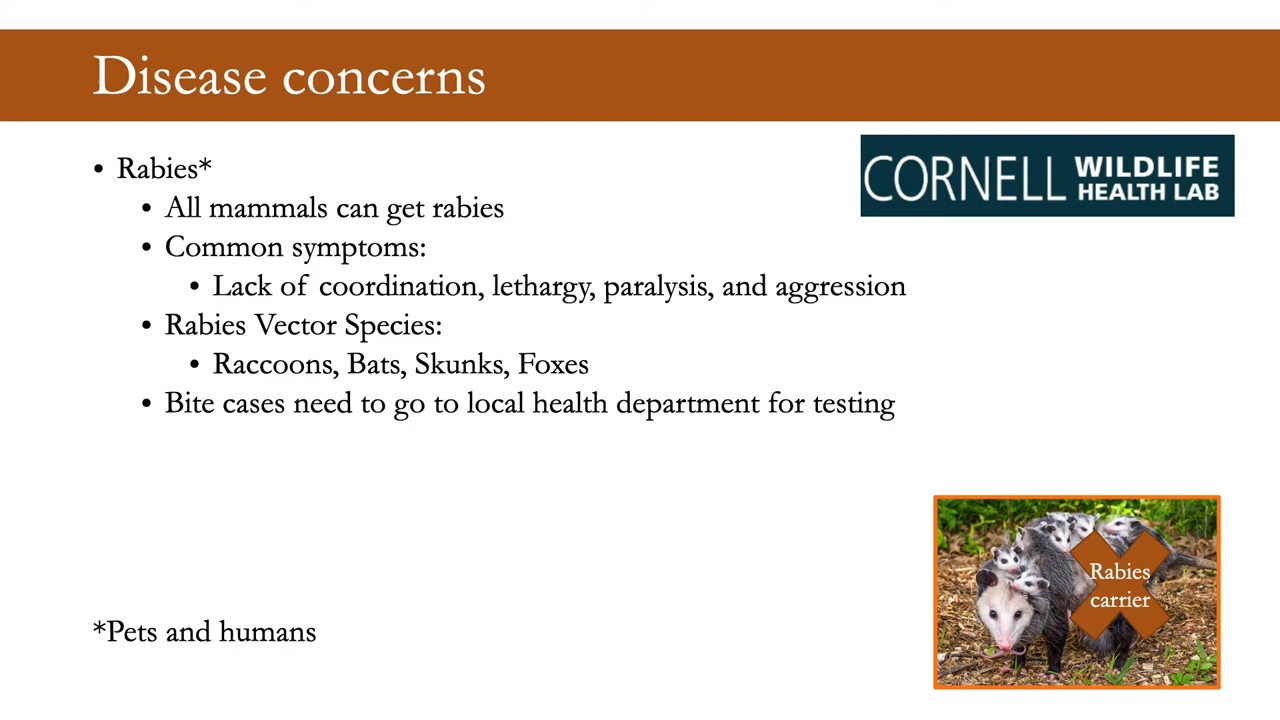 Disease concerns
• Rabies*
• All mammals can get rabies
• Common symptoms:
• Lack of coordination, lethargy, paralysis, and aggression
• Rabies Vector Species:
• Raccoons, Bats, Skunks, Foxes
• Bite cases need to go to local health department for testing
CORNELL WILDLIFE HEALTH LAB
Rabies
carrier
*Pets and humans